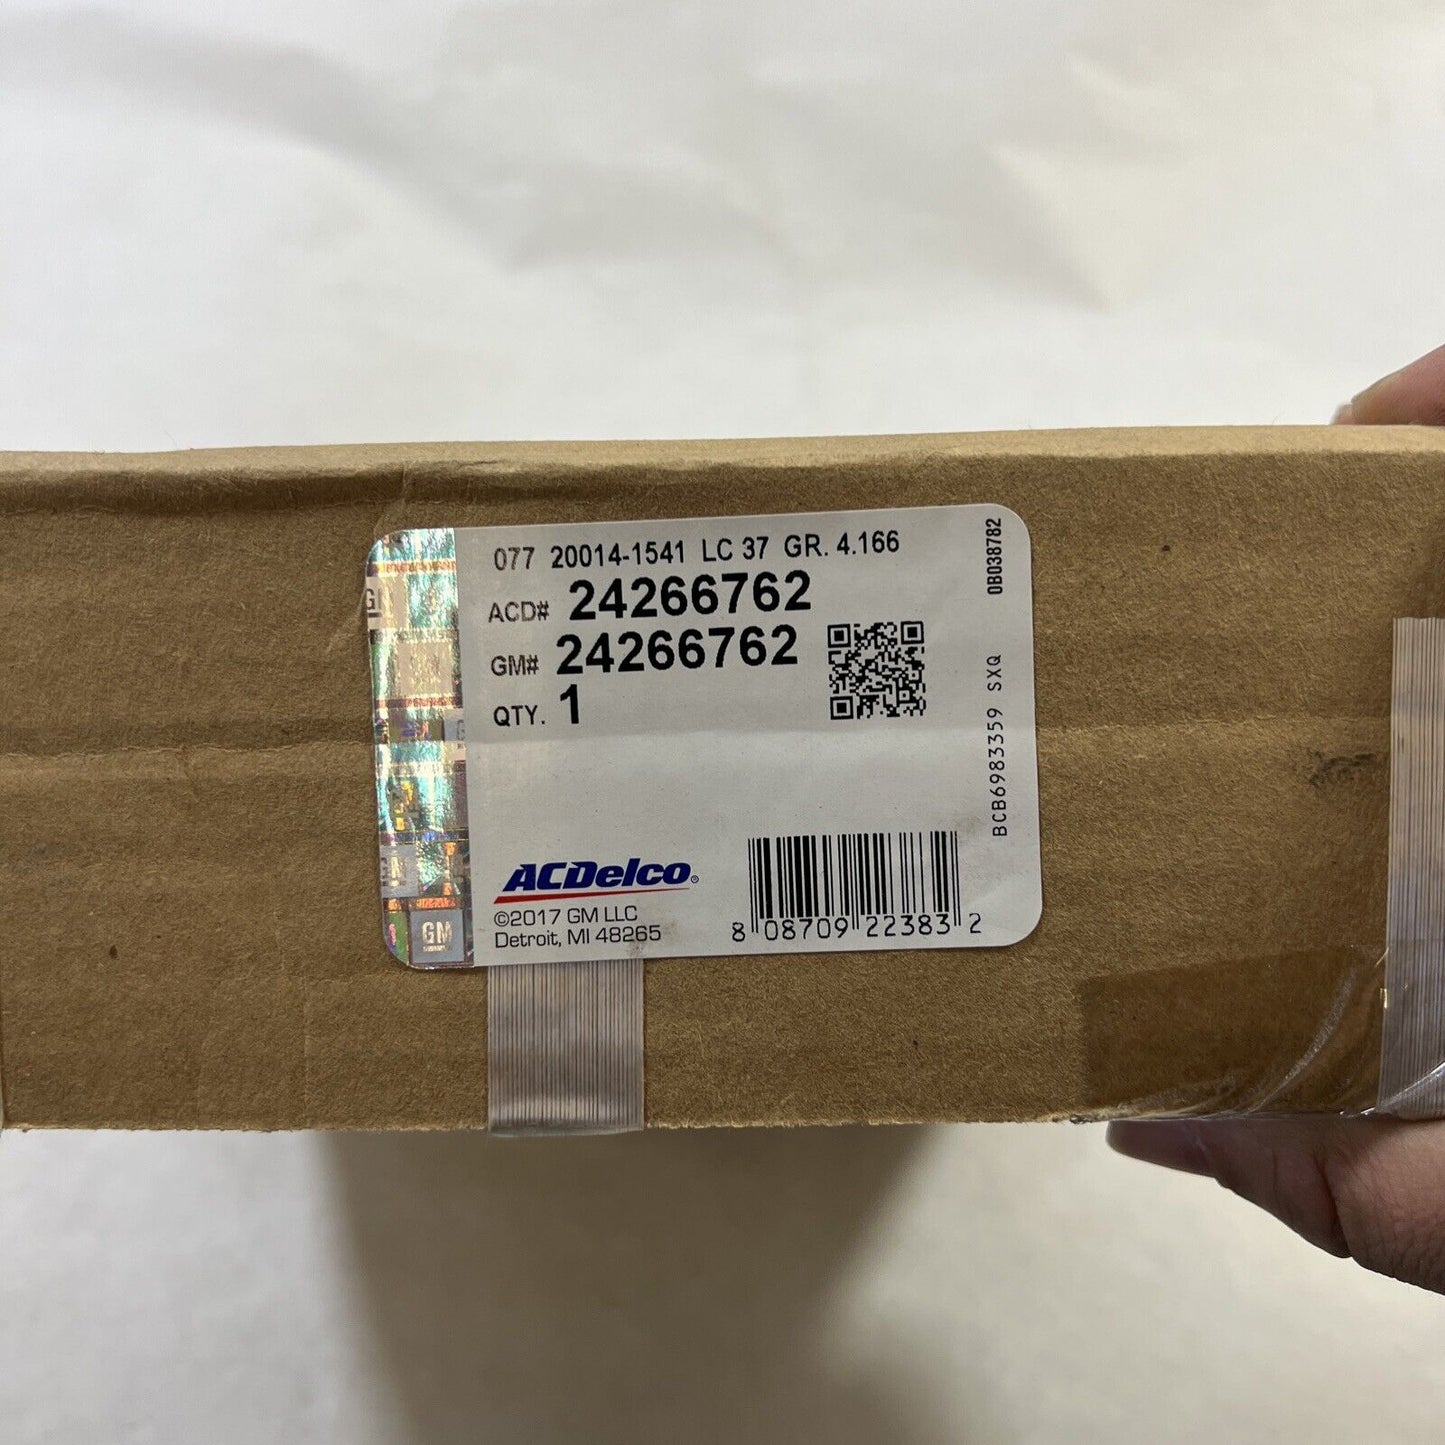 077 20014-1541 LC 37 GR. 4.166
ACD# 24266762
GM# 24266762
QTY. 1
0B038782
BCB6983359 SXQ
ACDelco®
©2017 GM LLC
Detroit, MI 48265
8 08709 22383 2
GM